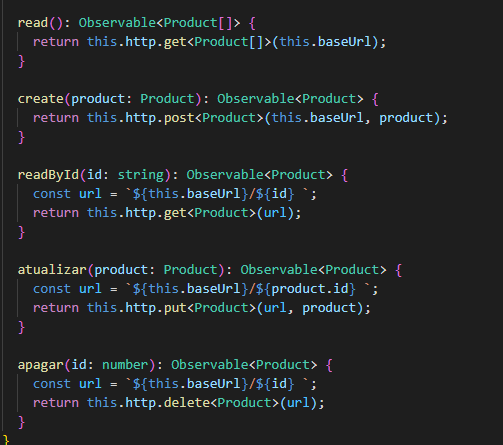 read(): Observable<Product[]> {
return this.http.get<Product[]>(this.baseUrl);
}
create(product: Product): Observable<Product> {
return this.http.post<Product>(this.baseUrl, product);
}
readById(id: string): Observable<Product> {
const url = `${this.baseUrl}/${id} `;
return this.http.get<Product>(url);
}
atualizar(product: Product): Observable<Product> {
const url = `${this.baseUrl}/${product.id} `;
return this.http.put<Product>(url, product);
}
apagar(id: number): Observable<Product> {
const url = `${this.baseUrl}/${id} `;
return this.http.delete<Product>(url);
}
}